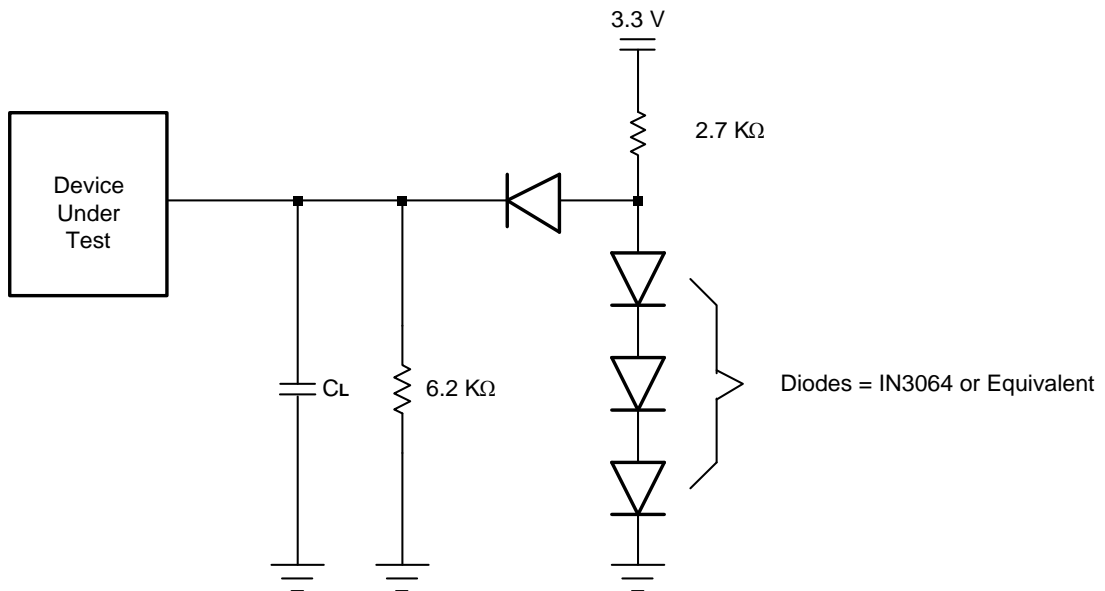 3.3 V
2.7 KΩ
Device
Under
Test
CL
6.2 KΩ
Diodes = IN3064 or Equivalent